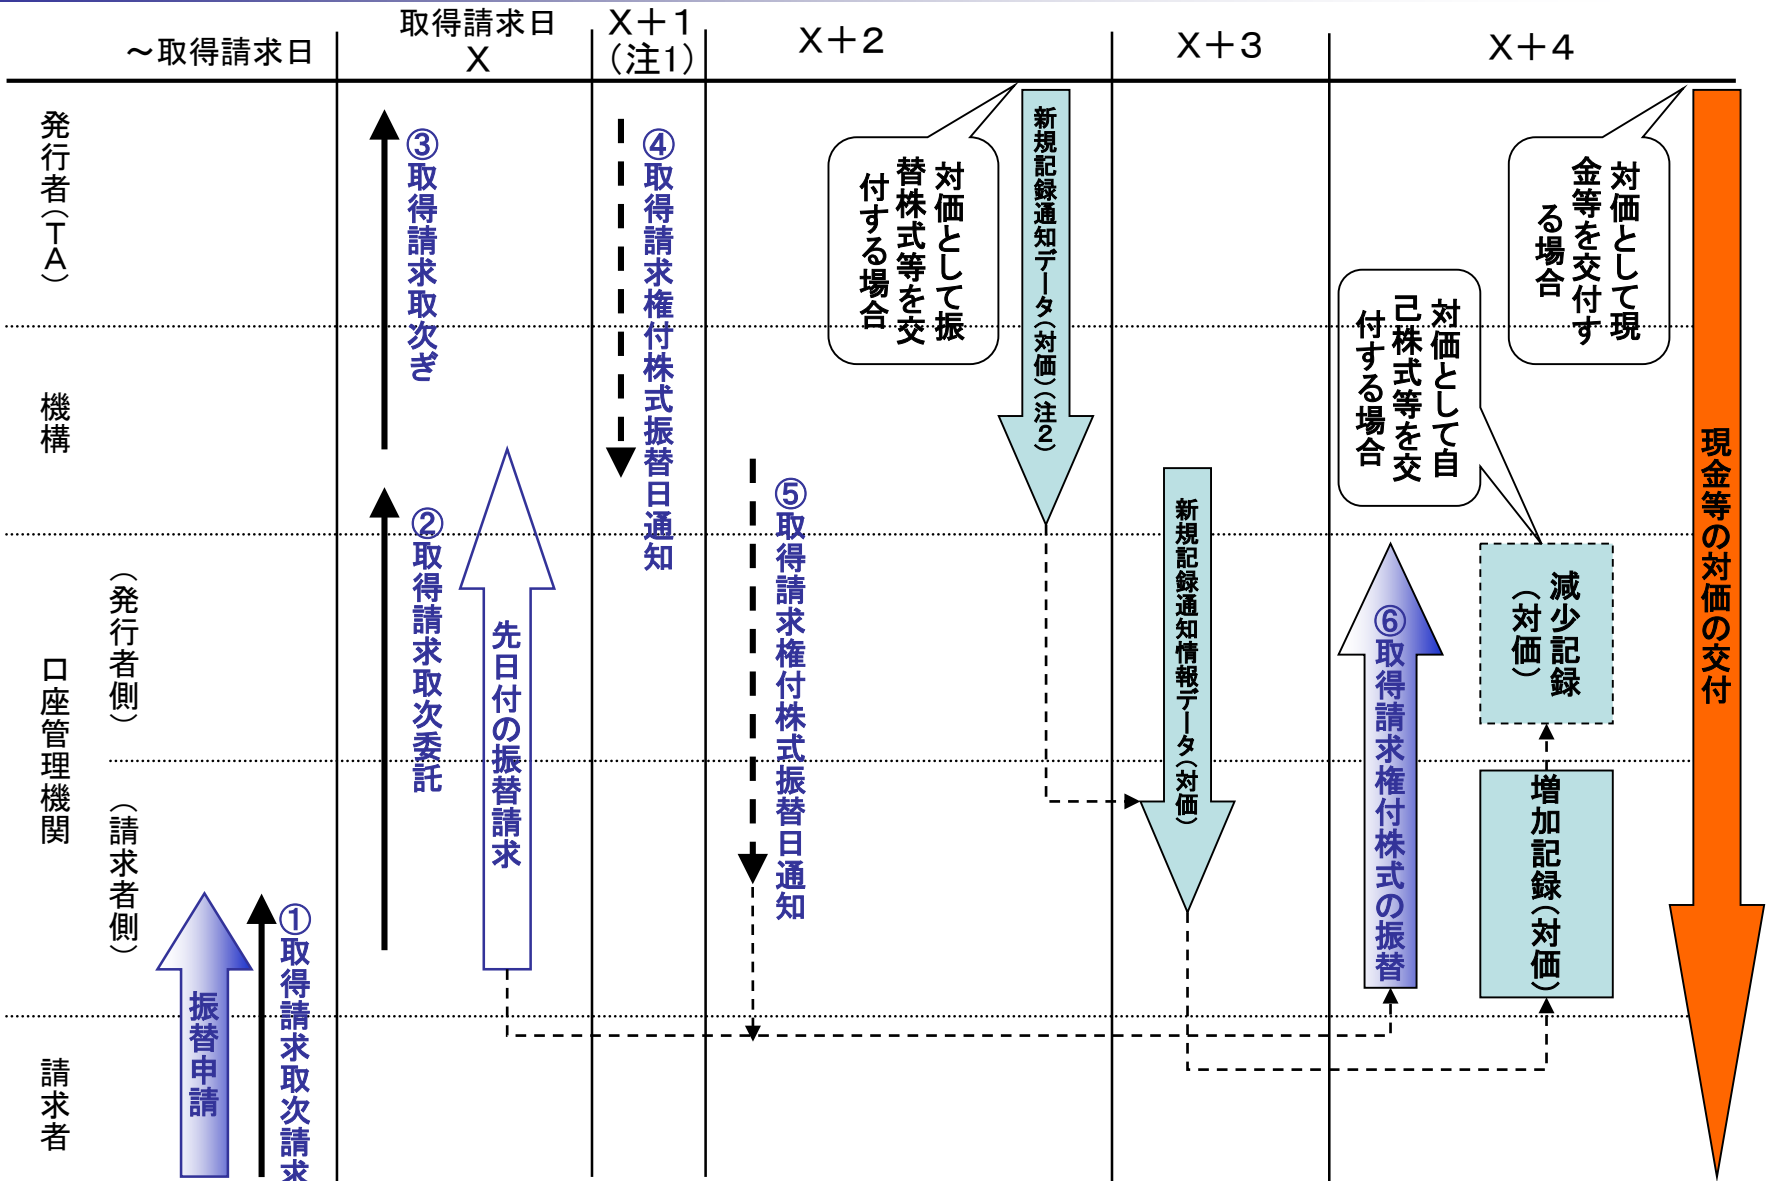 ～取得請求日
取得請求日
X
X＋1
（注1）
X＋2
X＋3
X＋4
発行者（TA）
機構
口座管理機関
（発行者側）
（請求者側）
請求者
振替申請
①取得請求取次請求
②取得請求取次委託
③取得請求取次ぎ
先日付の振替請求
④取得請求権付株式振替日通知
⑤取得請求権付株式振替日通知
対価として振
替株式等を交
付する場合
新規記録通知データ（対価）（注2）
新規記録通知情報データ（対価）
⑥取得請求権付株式の振替
対価として自
己株式等を交
付する場合
減少記録
（対価）
増加記録（対価）
対価として現
金等を交付す
る場合
現金等の対価の交付